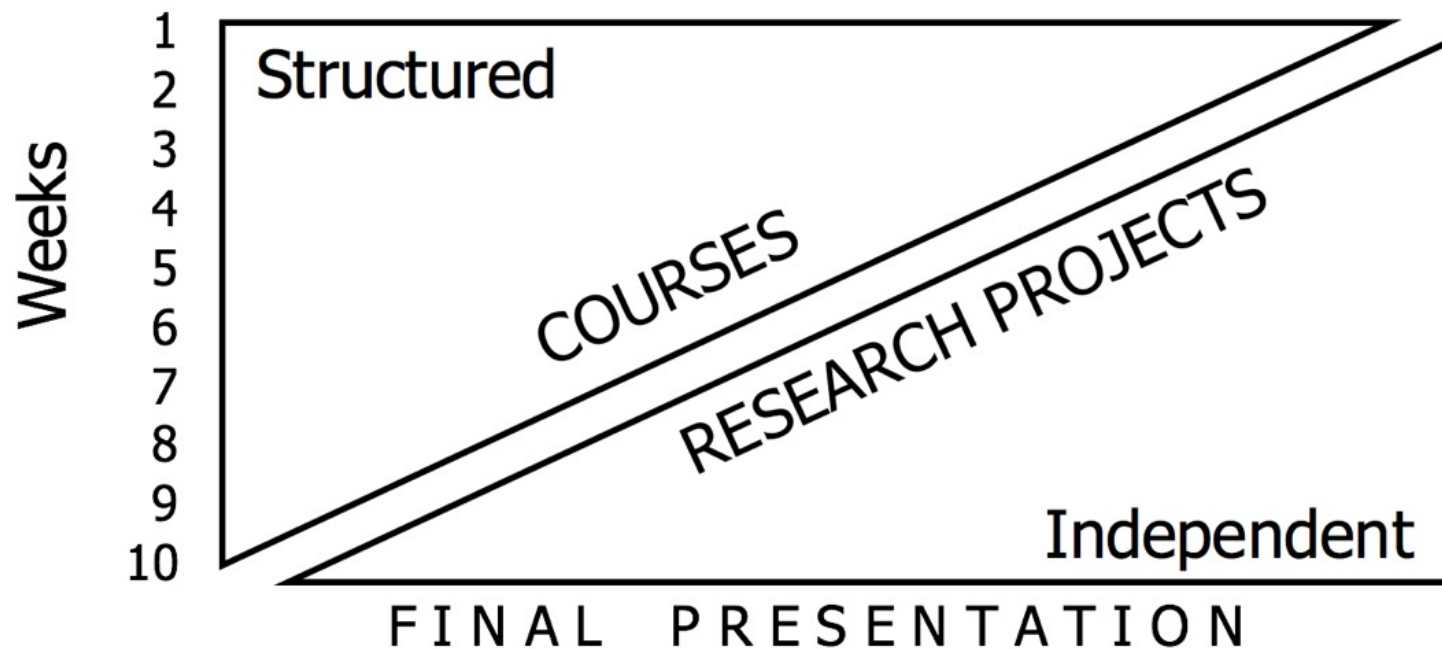 Weeks
1
2
3
4
5
6
7
8
9
10
Structured
COURSES
RESEARCH PROJECTS
Independent
FINAL PRESENTATION